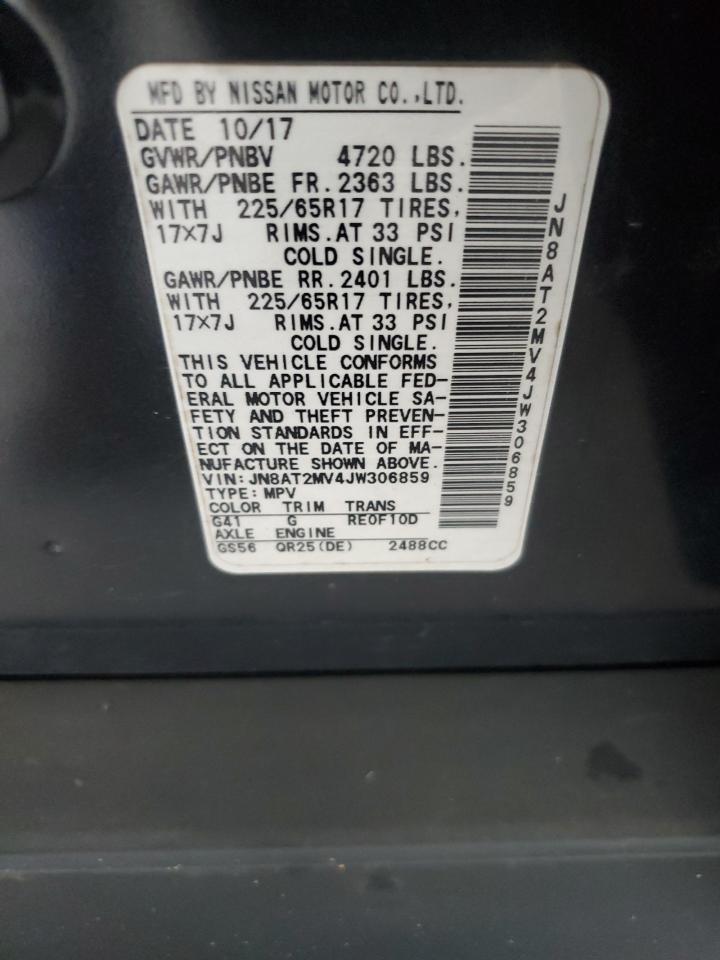 MFD BY NISSAN MOTOR CO.,LTD.
DATE 10/17
GVWR/PNBV 4720 LBS.
GAWR/PNBE FR. 2363 LBS.
WITH 225/65R17 TIRES,
17×7J RIMS.AT 33 PSI
COLD SINGLE.
GAWR/PNBE RR. 2401 LBS.
WITH 225/65R17 TIRES,
17×7J RIMS.AT 33 PSI
COLD SINGLE.
THIS VEHICLE CONFORMS
TO ALL APPLICABLE FED-
ERAL MOTOR VEHICLE SA-
FETY AND THEFT PREVEN-
TION STANDARDS IN EFF-
ECT ON THE DATE OF MA-
NUFACTURE SHOWN ABOVE.
VIN:JN8AT2MV4JW306859
TYPE:MPV
COLOR TRIM TRANS
G41 G RE0F10D
AXLE ENGINE
GS56 QR25(DE) 2488CC
JN8AT2MV4JW306859